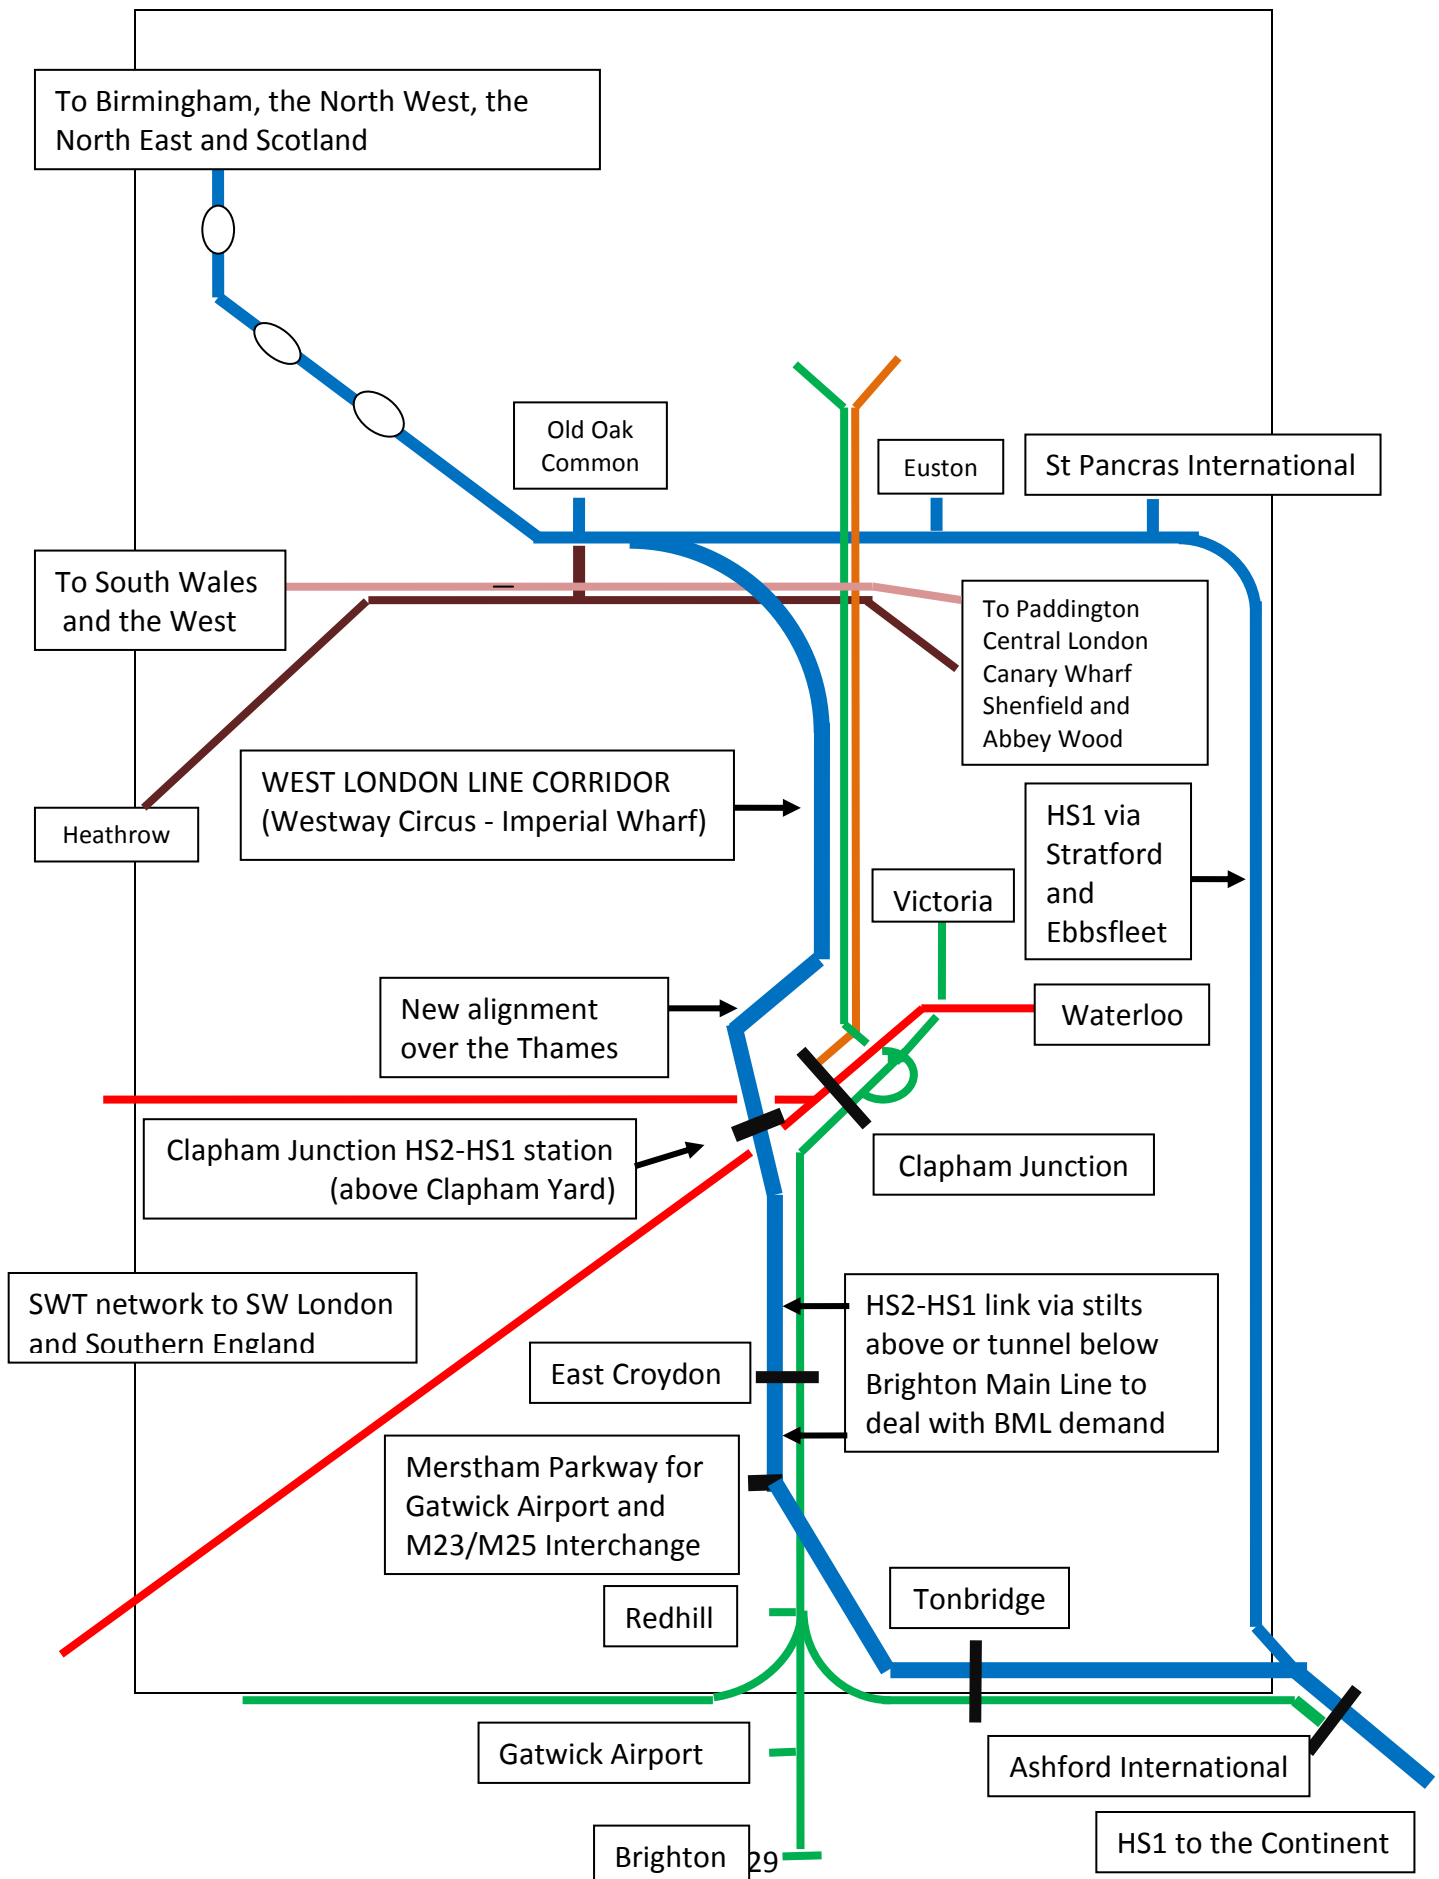 To Birmingham, the North West, the
North East and Scotland
Old Oak
Common
Euston
St Pancras International
To South Wales
and the West
To Paddington
Central London
Canary Wharf
Shenfield and
Abbey Wood
WEST LONDON LINE CORRIDOR
(Westway Circus - Imperial Wharf)
HS1 via
Stratford
and
Ebbsfleet
Heathrow
Victoria
New alignment
over the Thames
Waterloo
Clapham Junction HS2-HS1 station
(above Clapham Yard)
Clapham Junction
SWT network to SW London
and Southern England
HS2-HS1 link via stilts
above or tunnel below
Brighton Main Line to
deal with BML demand
East Croydon
Merstham Parkway for
Gatwick Airport and
M23/M25 Interchange
Redhill
Tonbridge
Gatwick Airport
Ashford International
HS1 to the Continent
Brighton
29